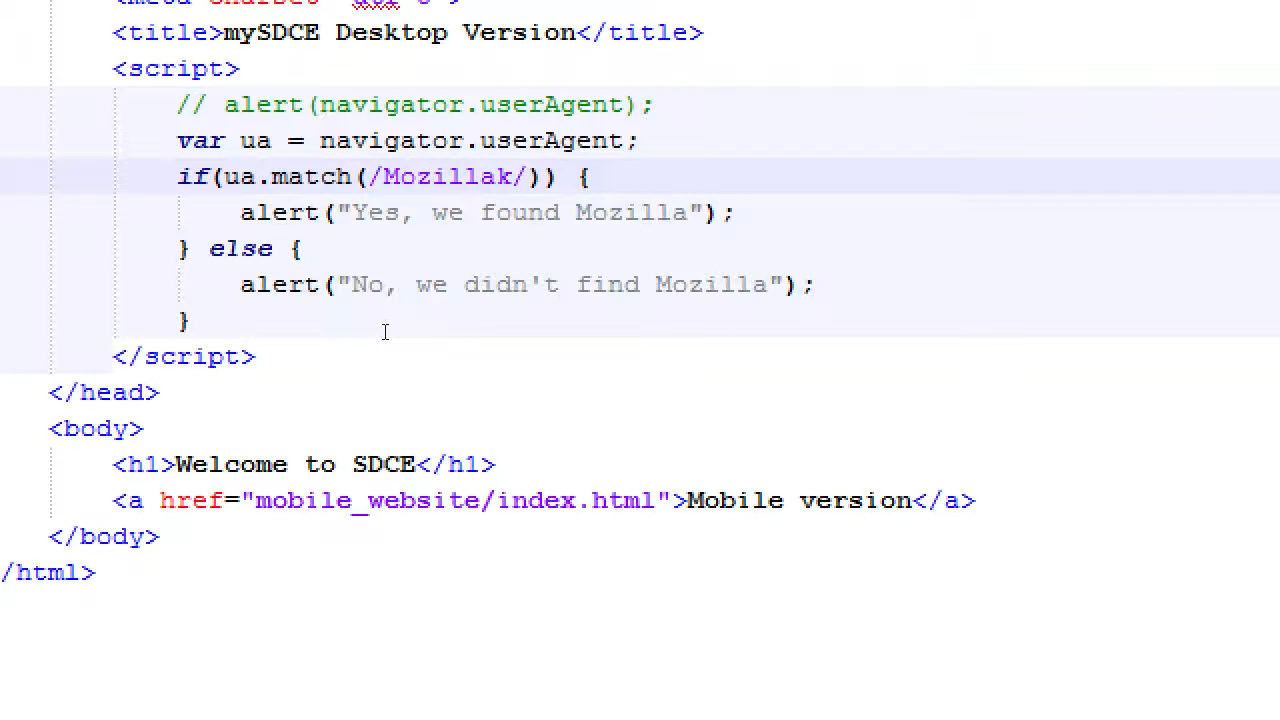 <title>mySDCE Desktop Version</title>
<script>
// alert(navigator.userAgent);
var ua = navigator.userAgent;
if(ua.match(/Mozillak/)) {
alert("Yes, we found Mozilla");
} else {
alert("No, we didn't find Mozilla");
}
</script>
</head>
<body>
<h1>Welcome to SDCE</h1>
<a href="mobile_website/index.html">Mobile version</a>
</body>
/html>